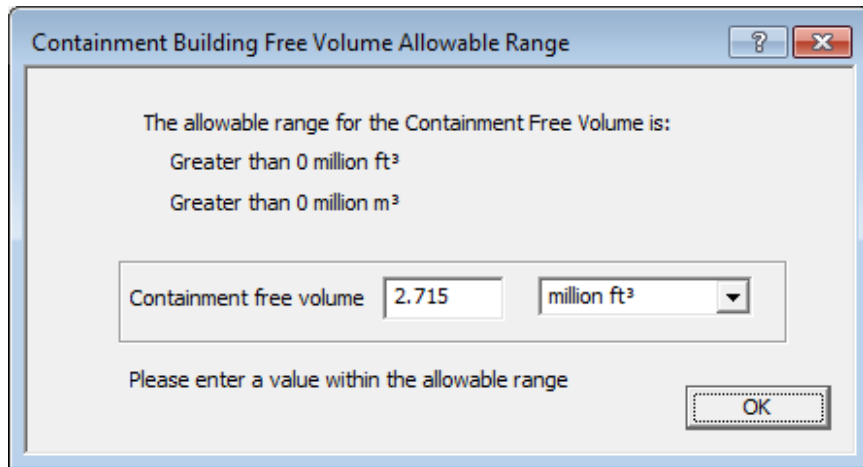 Containment Building Free Volume Allowable Range
?
The allowable range for the Containment Free Volume is:
Greater than 0 million ft³
Greater than 0 million m³
Containment free volume 2.715 million ft³
Please enter a value within the allowable range
OK